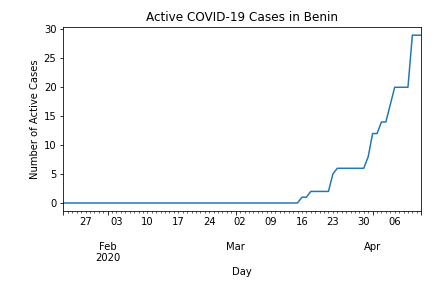 Active COVID-19 Cases in Benin
30
25
20
15
10
5
0
Number of Active Cases
27 03 10 17 24 02 09 16 23 30 06
Feb Mar Apr
2020
Day